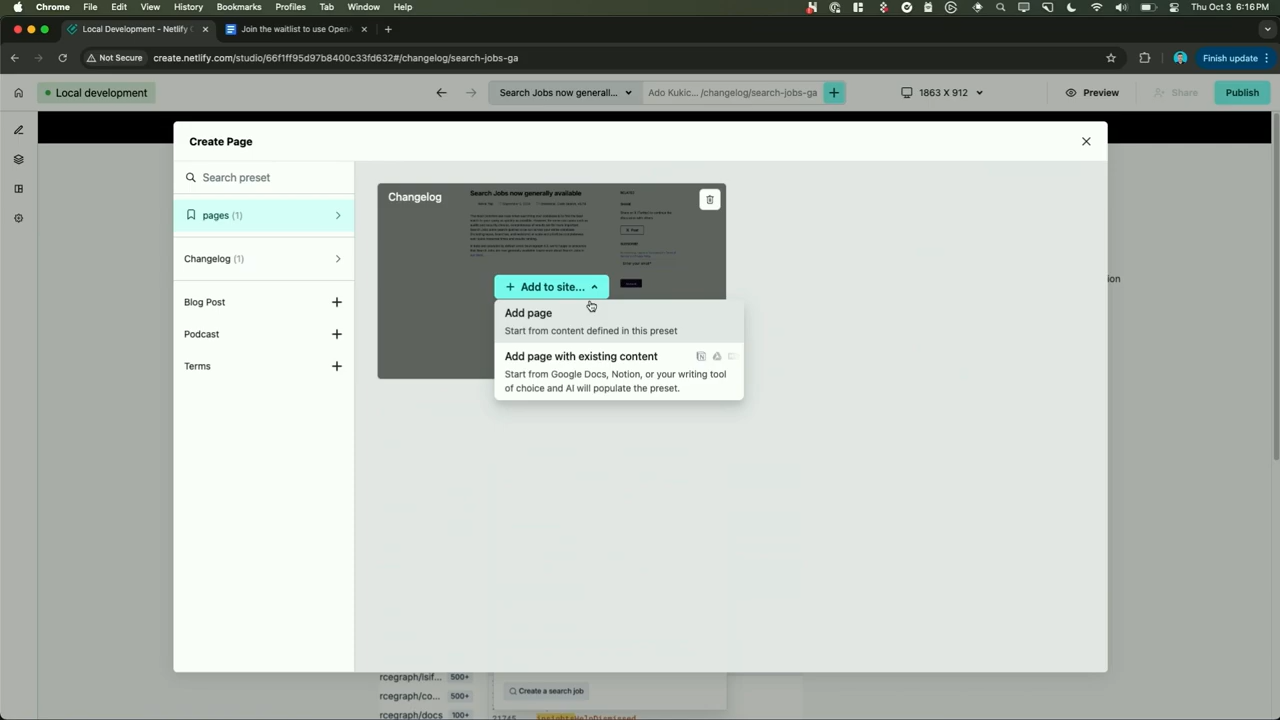 Chrome File Edit View History Bookmarks Profiles Tab Window Help Thu Oct 3 6:16 PM
Local Development - Netlify Join the waitlist to use OpenA
Not Secure create.netlify.com/studio/66f1ff95d97b8400c33fd632#/changelog/search-jobs-ga Finish update
Local development Search Jobs now generall... Ado Kukic... /changelog/search-jobs-ga 1863 X 912 Preview Share Publish
Create Page
Search preset
pages (1)
Changelog (1)
Blog Post
Podcast
Terms
Changelog
Search Jobs now generally available
Add to site...
Add page
Start from content defined in this preset
Add page with existing content
Start from Google Docs, Notion, or your writing tool
of choice and AI will populate the preset.
ion
rcegraph/lsif... 500+
rcegraph/co... 500+
rcegraph/docs 100+
Create a search job
31745 insightsHelpDismissed